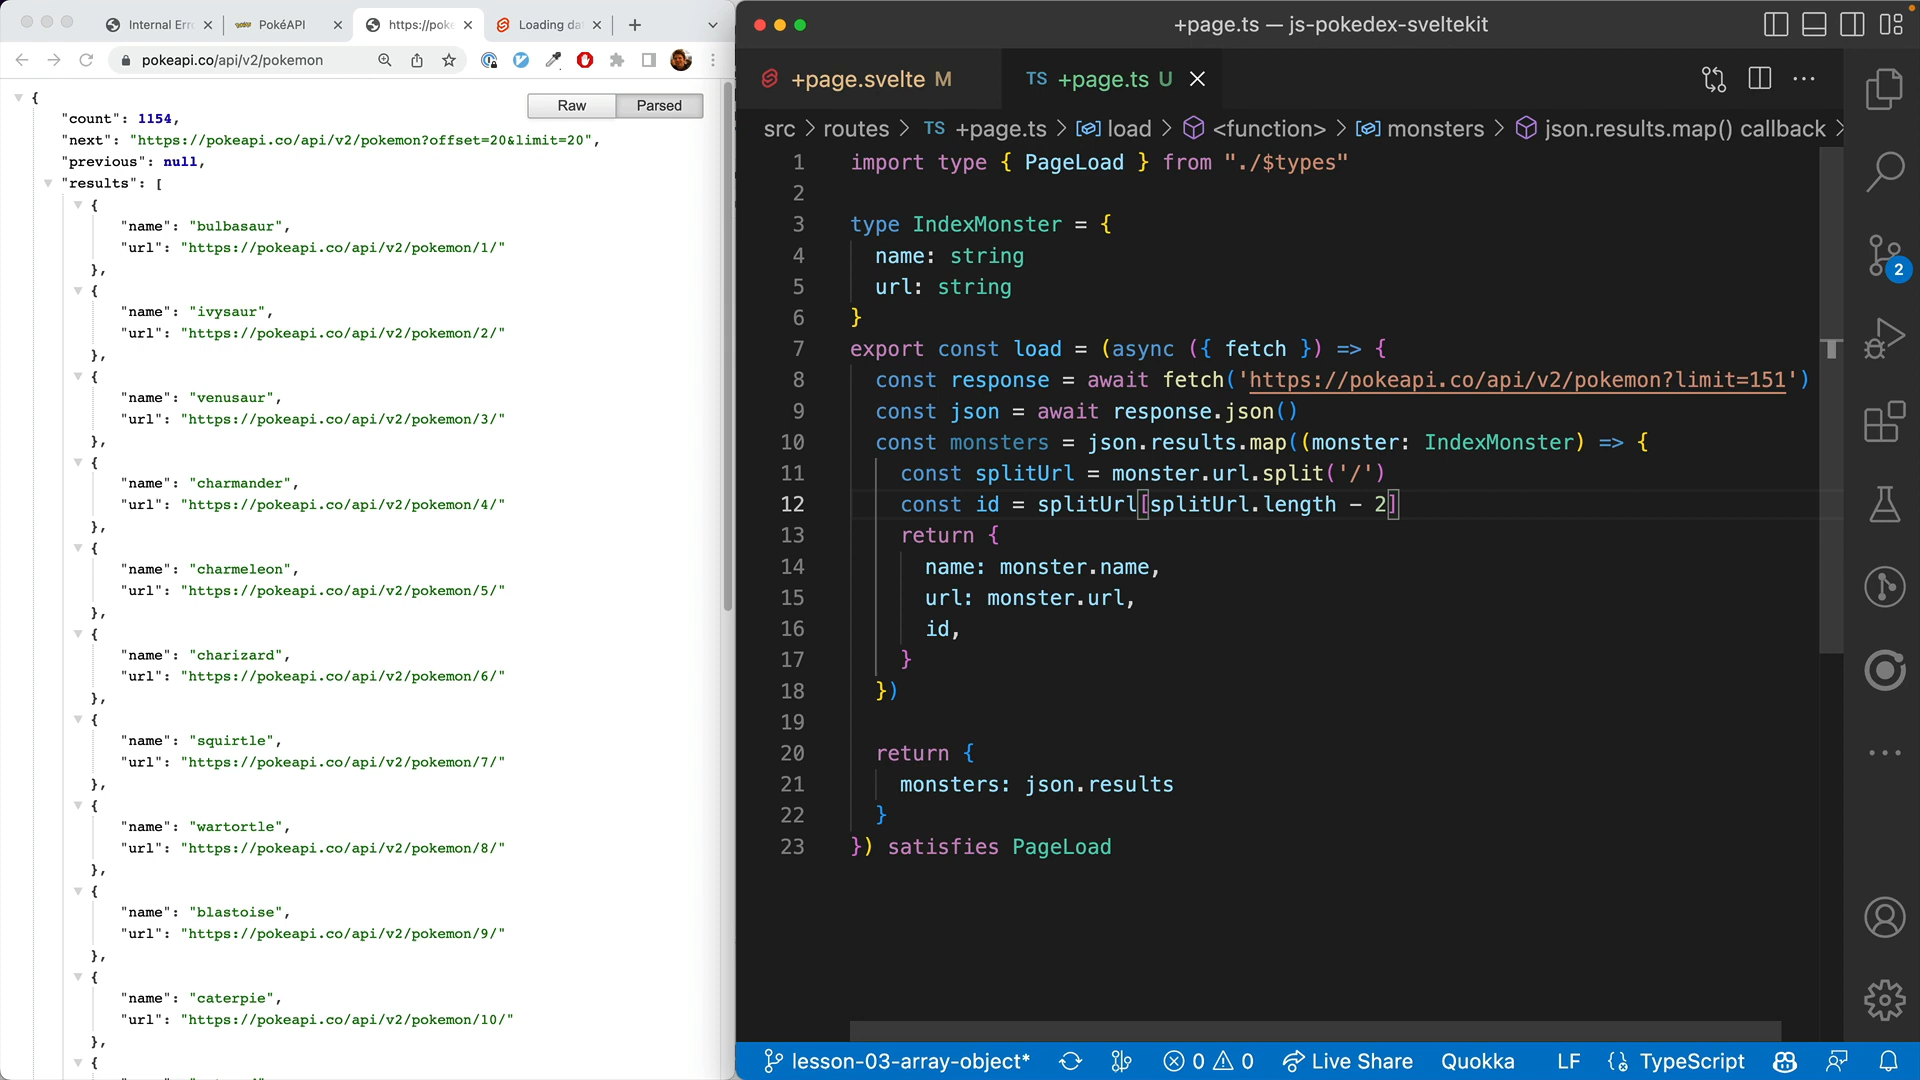 Internal Err
PokéAPI
https://poke
Loading da
pokeapi.co/api/v2/pokemon
Raw
Parsed
{
"count": 1154,
"next": "https://pokeapi.co/api/v2/pokemon?offset=20&limit=20",
"previous": null,
"results": [
{
"name": "bulbasaur",
"url": "https://pokeapi.co/api/v2/pokemon/1/"
},
{
"name": "ivysaur",
"url": "https://pokeapi.co/api/v2/pokemon/2/"
},
{
"name": "venusaur",
"url": "https://pokeapi.co/api/v2/pokemon/3/"
},
{
"name": "charmander",
"url": "https://pokeapi.co/api/v2/pokemon/4/"
},
{
"name": "charmeleon",
"url": "https://pokeapi.co/api/v2/pokemon/5/"
},
{
"name": "charizard",
"url": "https://pokeapi.co/api/v2/pokemon/6/"
},
{
"name": "squirtle",
"url": "https://pokeapi.co/api/v2/pokemon/7/"
},
{
"name": "wartortle",
"url": "https://pokeapi.co/api/v2/pokemon/8/"
},
{
"name": "blastoise",
"url": "https://pokeapi.co/api/v2/pokemon/9/"
},
{
"name": "caterpie",
"url": "https://pokeapi.co/api/v2/pokemon/10/"
},
{
+page.ts — js-pokedex-sveltekit
+page.svelte M
TS +page.ts U
src > routes > TS +page.ts > load > <function> > monsters > json.results.map() callback >
1 import type { PageLoad } from "./$types"
2
3 type IndexMonster = {
4 name: string
5 url: string
6 }
7 export const load = (async ({ fetch }) => {
8 const response = await fetch('https://pokeapi.co/api/v2/pokemon?limit=151')
9 const json = await response.json()
10 const monsters = json.results.map((monster: IndexMonster) => {
11 const splitUrl = monster.url.split('/')
12 const id = splitUrl[splitUrl.length - 2]
13 return {
14 name: monster.name,
15 url: monster.url,
16 id,
17 }
18 })
19
20 return {
21 monsters: json.results
22 }
23 }) satisfies PageLoad
2
lesson-03-array-object*
0
0
Live Share
Quokka
LF
TypeScript